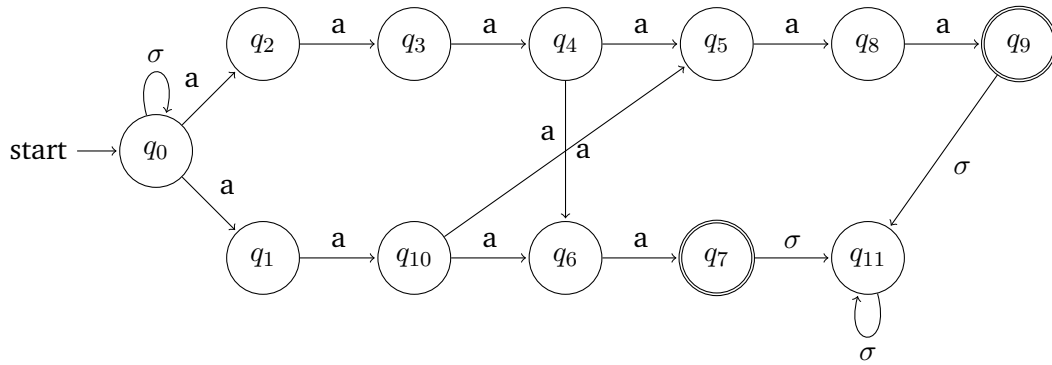 a a a a a
q₂ q₃ q₄ q₅ q₈ q₉
σ
a
start q₀
a
a
a
σ
a a a σ
q₁ q₁₀ q₆ q₇ q₁₁
σ